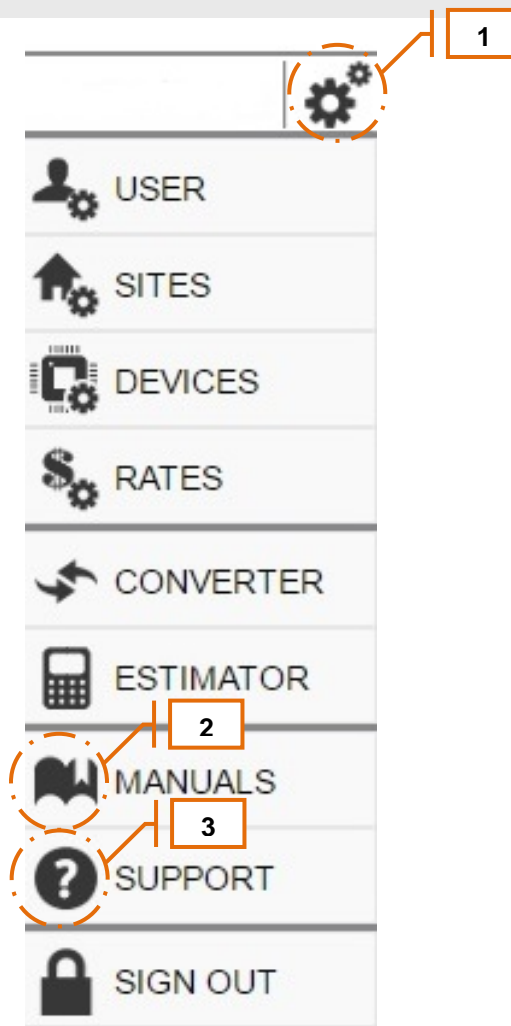 1
USER
SITES
DEVICES
$ RATES
CONVERTER
ESTIMATOR
2
MANUALS
3
? SUPPORT
SIGN OUT